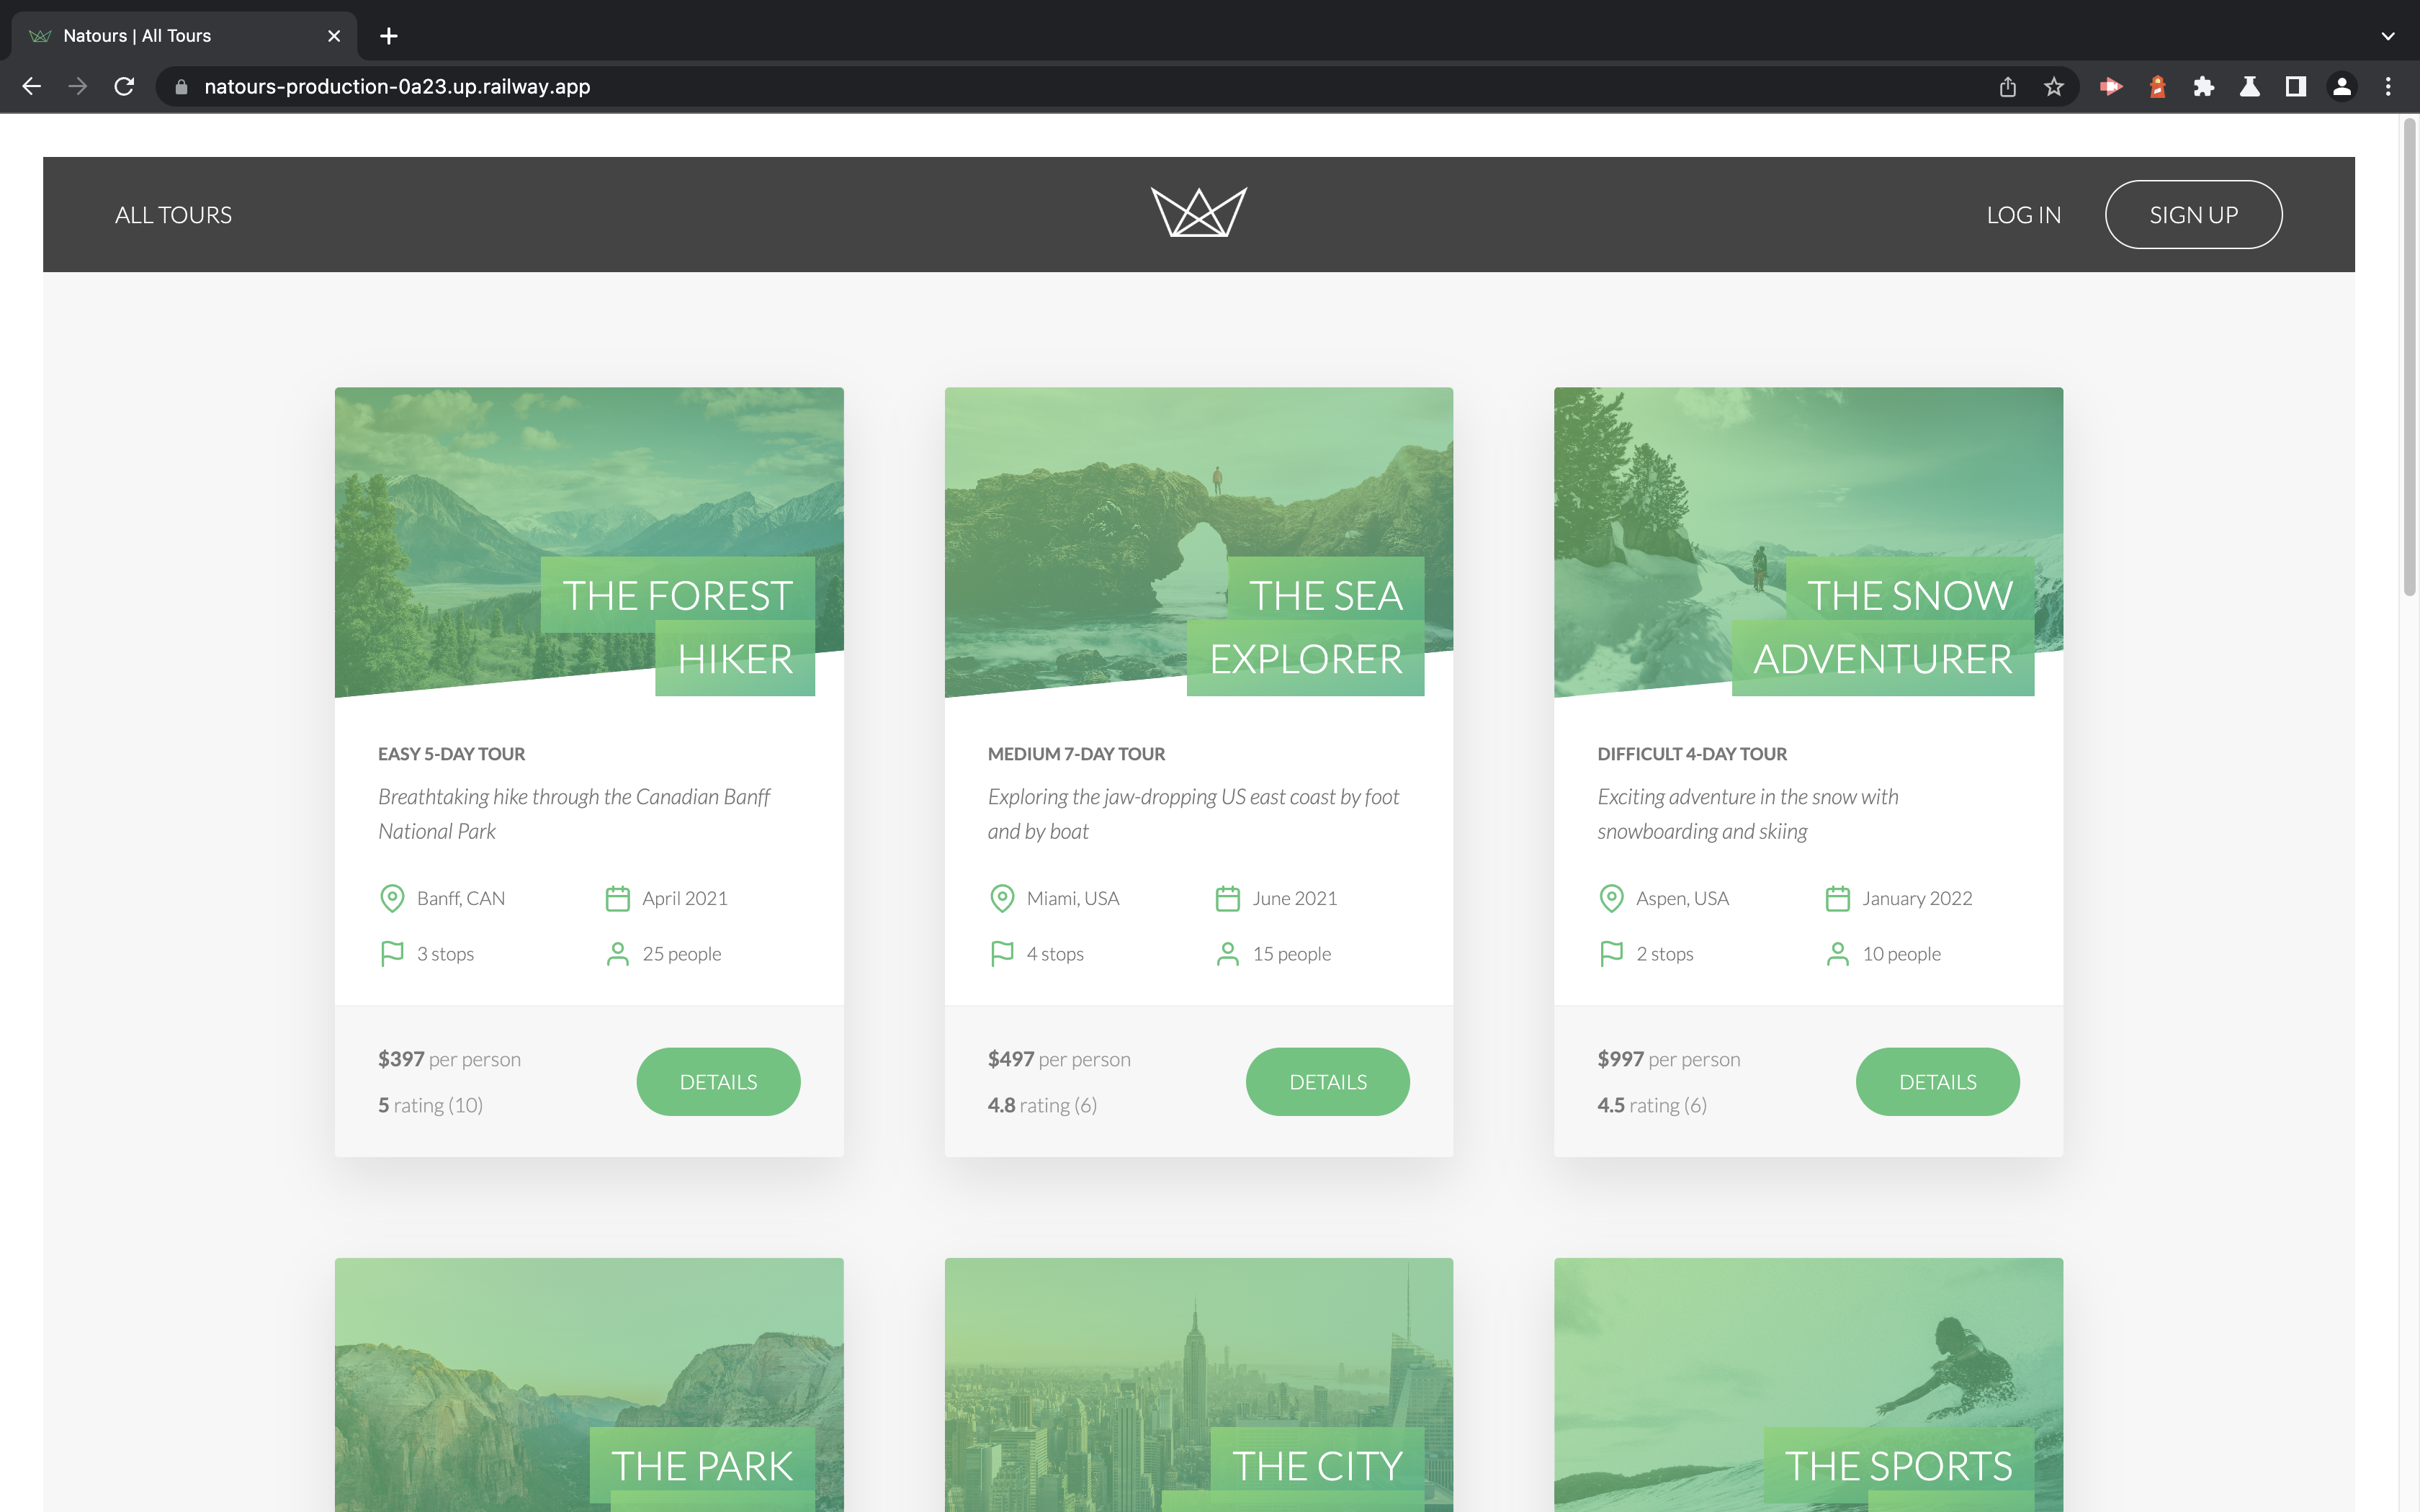 Natours | All Tours
natours-production-0a23.up.railway.app
ALL TOURS
LOG IN
SIGN UP
THE FOREST
HIKER
EASY 5-DAY TOUR
Breathtaking hike through the Canadian Banff
National Park
Banff, CAN
April 2021
3 stops
25 people
$397 per person
5 rating (10)
DETAILS
THE SEA
EXPLORER
MEDIUM 7-DAY TOUR
Exploring the jaw-dropping US east coast by foot
and by boat
Miami, USA
June 2021
4 stops
15 people
$497 per person
4.8 rating (6)
DETAILS
THE SNOW
ADVENTURER
DIFFICULT 4-DAY TOUR
Exciting adventure in the snow with
snowboarding and skiing
Aspen, USA
January 2022
2 stops
10 people
$997 per person
4.5 rating (6)
DETAILS
THE PARK
THE CITY
THE SPORTS